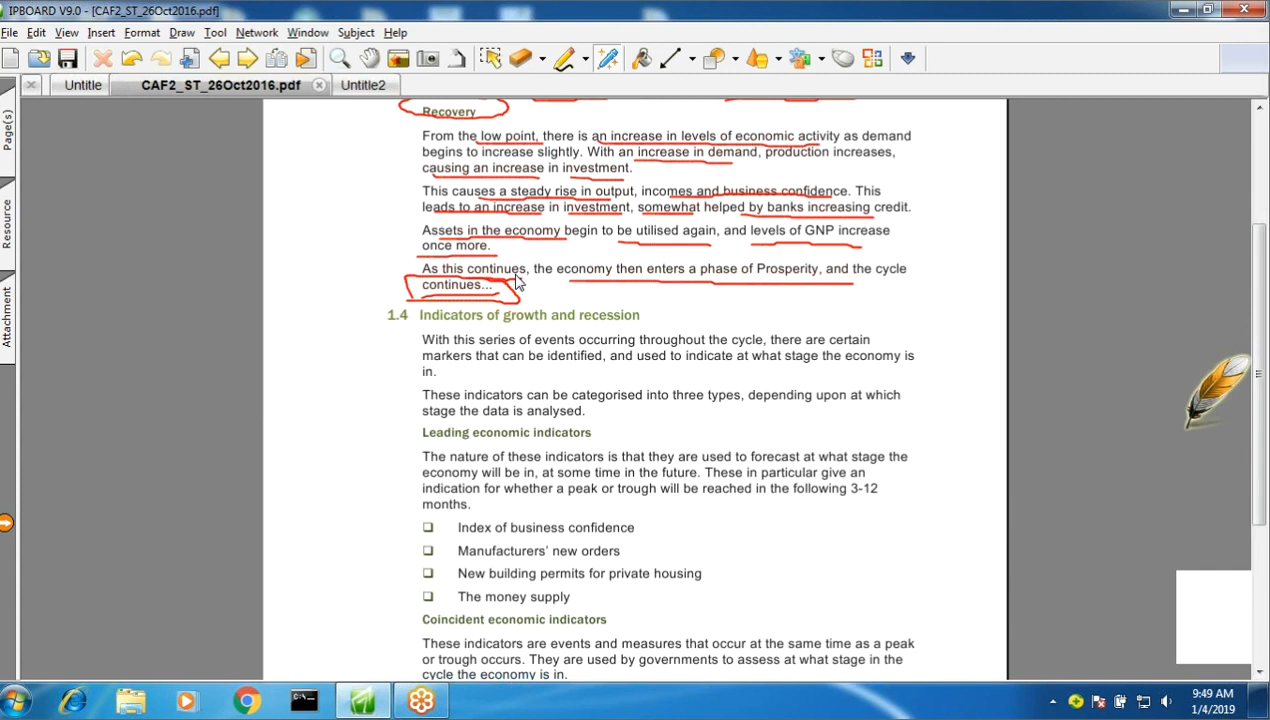 IPBOARD V9.0 - [CAF2_ST_26Oct2016.pdf]
File Edit View Insert Format Draw Tool Network Window Subject Help
Untitle CAF2_ST_26Oct2016.pdf Untitle2
Page(s)
Resource
Attachment
Recovery
From the low point, there is an increase in levels of economic activity as demand
begins to increase slightly. With an increase in demand, production increases,
causing an increase in investment.
This causes a steady rise in output, incomes and business confidence. This
leads to an increase in investment, somewhat helped by banks increasing credit.
Assets in the economy begin to be utilised again, and levels of GNP increase
once more.
As this continues, the economy then enters a phase of Prosperity, and the cycle
continues...
1.4 Indicators of growth and recession
With this series of events occurring throughout the cycle, there are certain
markers that can be identified, and used to indicate at what stage the economy is
in.
These indicators can be categorised into three types, depending upon at which
stage the data is analysed.
Leading economic indicators
The nature of these indicators is that they are used to forecast at what stage the
economy will be in, at some time in the future. These in particular give an
indication for whether a peak or trough will be reached in the following 3-12
months.
Index of business confidence
Manufacturers' new orders
New building permits for private housing
The money supply
Coincident economic indicators
These indicators are events and measures that occur at the same time as a peak
or trough occurs. They are used by governments to assess at what stage in the
cycle the economy is in.
9:49 AM
1/4/2019